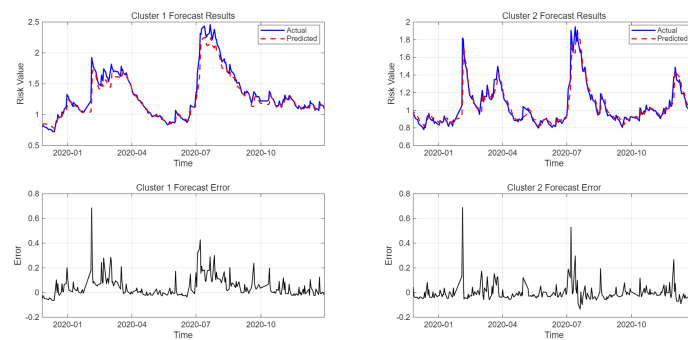 Cluster 1 Forecast Results
2.5
2
1.5
1
0.5
Risk Value
Actual
Predicted
2020-01 2020-04 2020-07 2020-10
Time
Cluster 2 Forecast Results
2
1.8
1.6
1.4
1.2
1
0.8
0.6
Risk Value
Actual
Predicted
2020-01 2020-04 2020-07 2020-10
Time
Cluster 1 Forecast Error
0.8
0.6
0.4
0.2
0
-0.2
Error
2020-01 2020-04 2020-07 2020-10
Time
Cluster 2 Forecast Error
0.8
0.6
0.4
0.2
0
-0.2
Error
2020-01 2020-04 2020-07 2020-10
Time